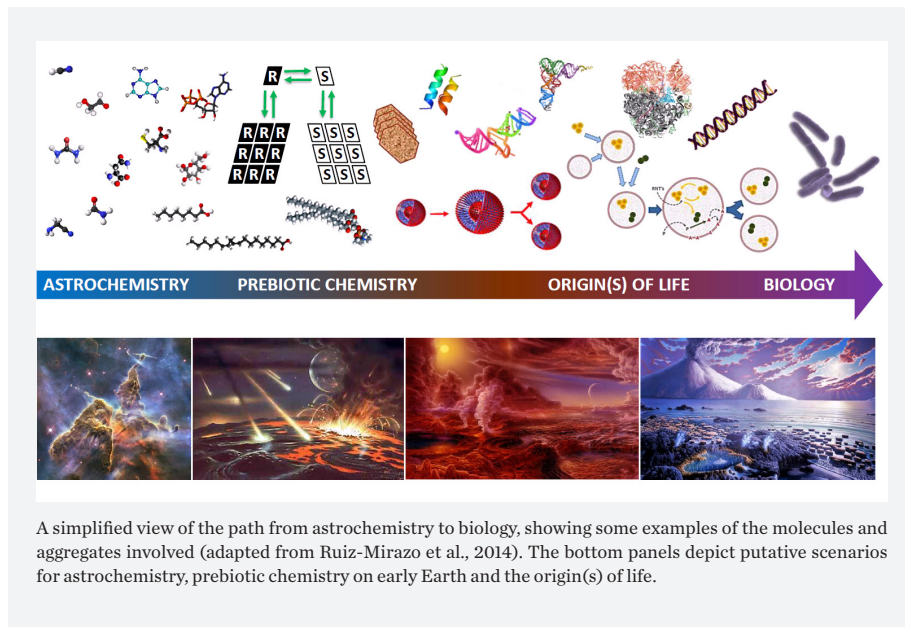 R S
R R R
R R R
R R R
S S S
S S S
S S S
RNTs
ASTROCHEMISTRY PREBIOTIC CHEMISTRY ORIGIN(S) OF LIFE BIOLOGY
A simplified view of the path from astrochemistry to biology, showing some examples of the molecules and
aggregates involved (adapted from Ruiz-Mirazo et al., 2014). The bottom panels depict putative scenarios
for astrochemistry, prebiotic chemistry on early Earth and the origin(s) of life.